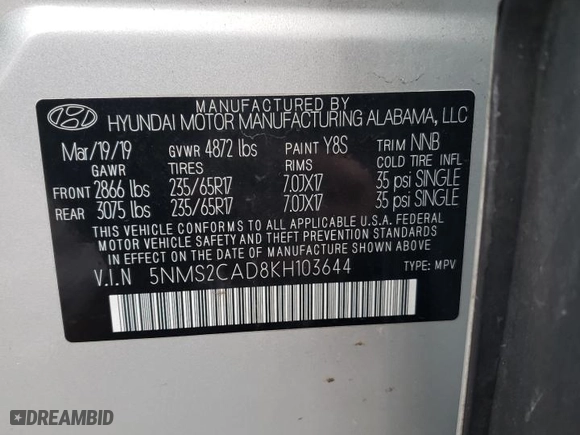 MANUFACTURED BY
HYUNDAI MOTOR MANUFACTURING ALABAMA, LLC
Mar/19/19 GVWR 4872 lbs PAINT Y8S TRIM NNB
GAWR TIRES RIMS COLD TIRE INFL
FRONT 2866 lbs 235/65R17 7.0JX17 35 psi SINGLE
REAR 3075 lbs 235/65R17 7.0JX17 35 psi SINGLE
THIS VEHICLE CONFORMS TO ALL APPLICABLE U.S.A. FEDERAL
MOTOR VEHICLE SAFETY AND THEFT PREVENTION STANDARDS
IN EFFECT ON THE DATE OF MANUFACTURE SHOWN ABOVE.
V.I.N 5NMS2CAD8KH103644 TYPE: MPV
DREAMBID